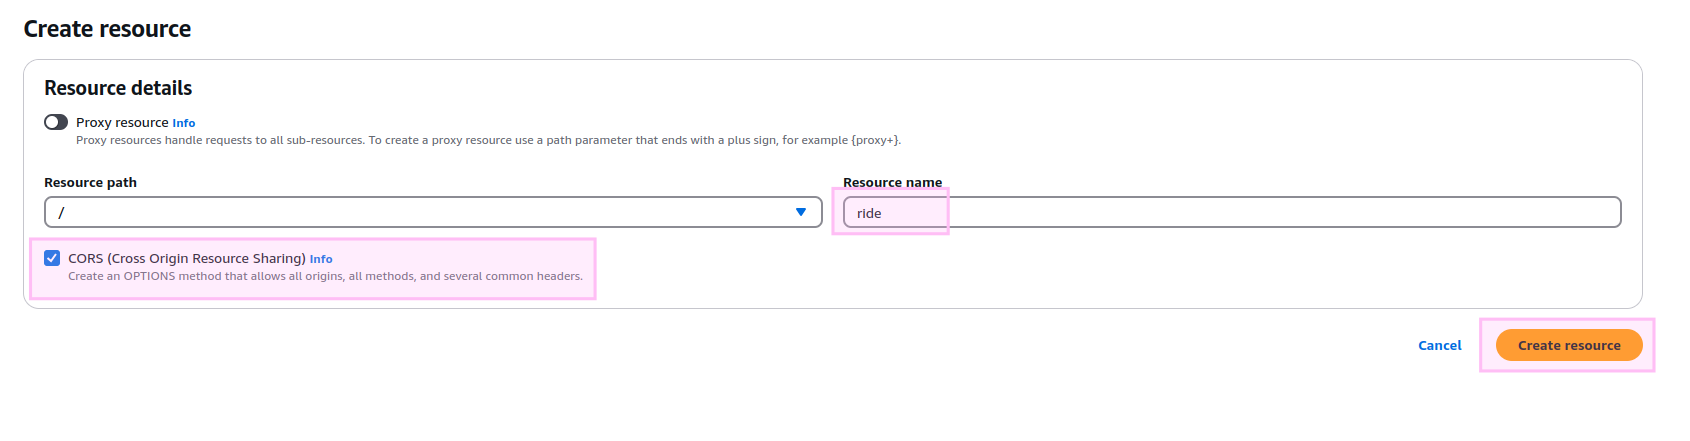 Create resource
Resource details
Proxy resource Info
Proxy resources handle requests to all sub-resources. To create a proxy resource use a path parameter that ends with a plus sign, for example {proxy+}.
Resource path
Resource name
/
ride
CORS (Cross Origin Resource Sharing) Info
Create an OPTIONS method that allows all origins, all methods, and several common headers.
Cancel
Create resource